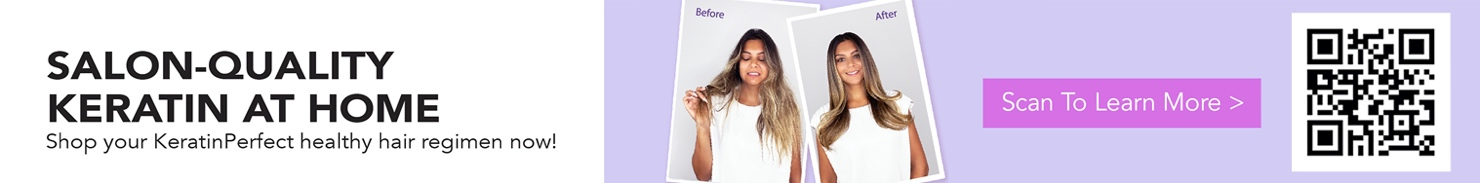 SALON-QUALITY
KERATIN AT HOME
Shop your KeratinPerfect healthy hair regimen now!
Before
After
Scan To Learn More >